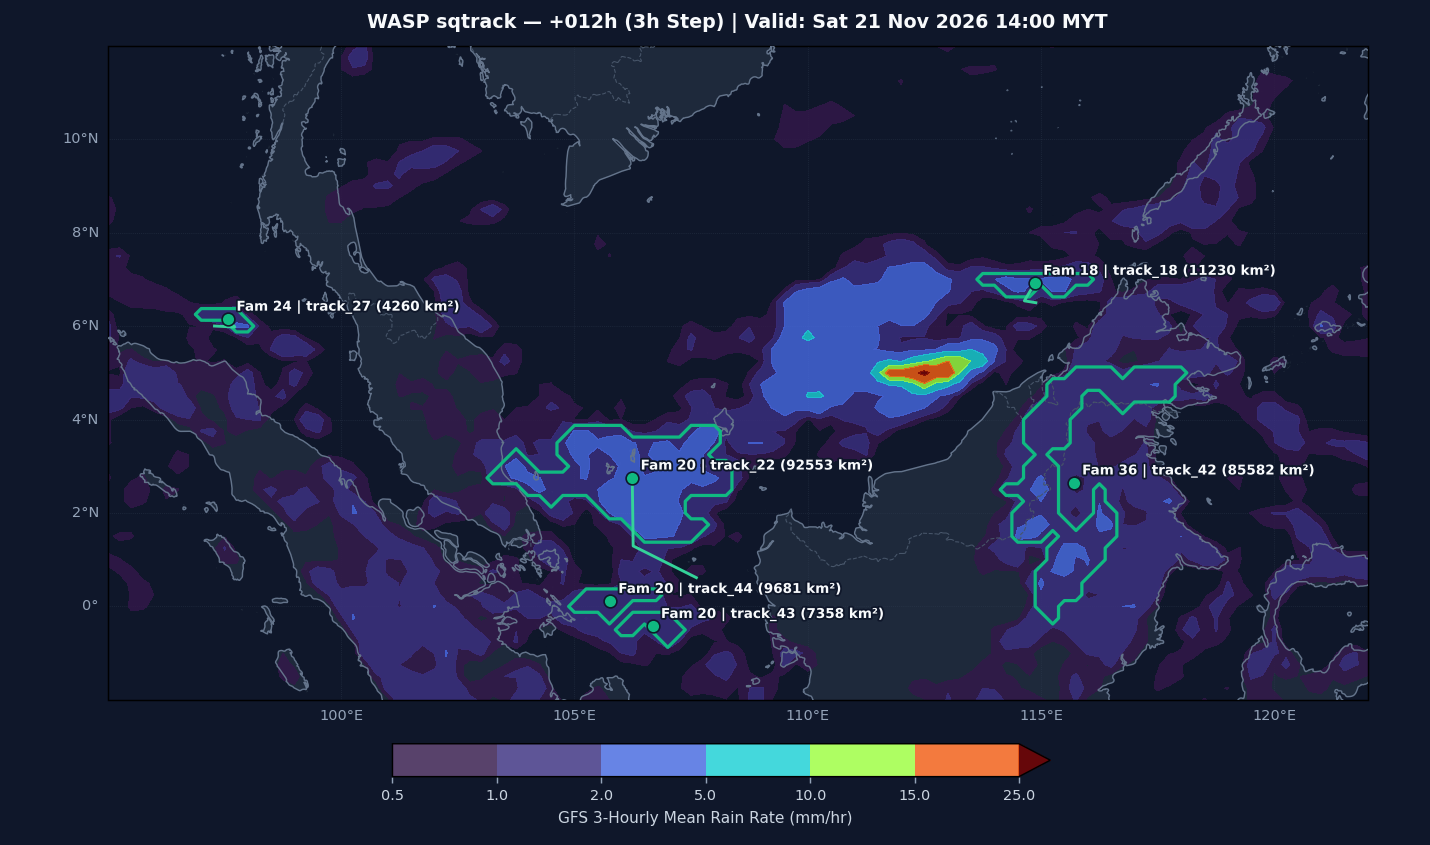 WASP sqtrack — +012h (3h Step) | Valid: Sat 21 Nov 2026 14:00 MYT
10°N
8°N
6°N
4°N
2°N
0°
Fam 18 | track_18 (11230 km²)
Fam 24 | track_27 (4260 km²)
Fam 20 | track_22 (92553 km²)
Fam 36 | track_42 (85582 km²)
Fam 20 | track_44 (9681 km²)
Fam 20 | track_43 (7358 km²)
100°E 105°E 110°E 115°E 120°E
0.5 1.0 2.0 5.0 10.0 15.0 25.0
GFS 3-Hourly Mean Rain Rate (mm/hr)